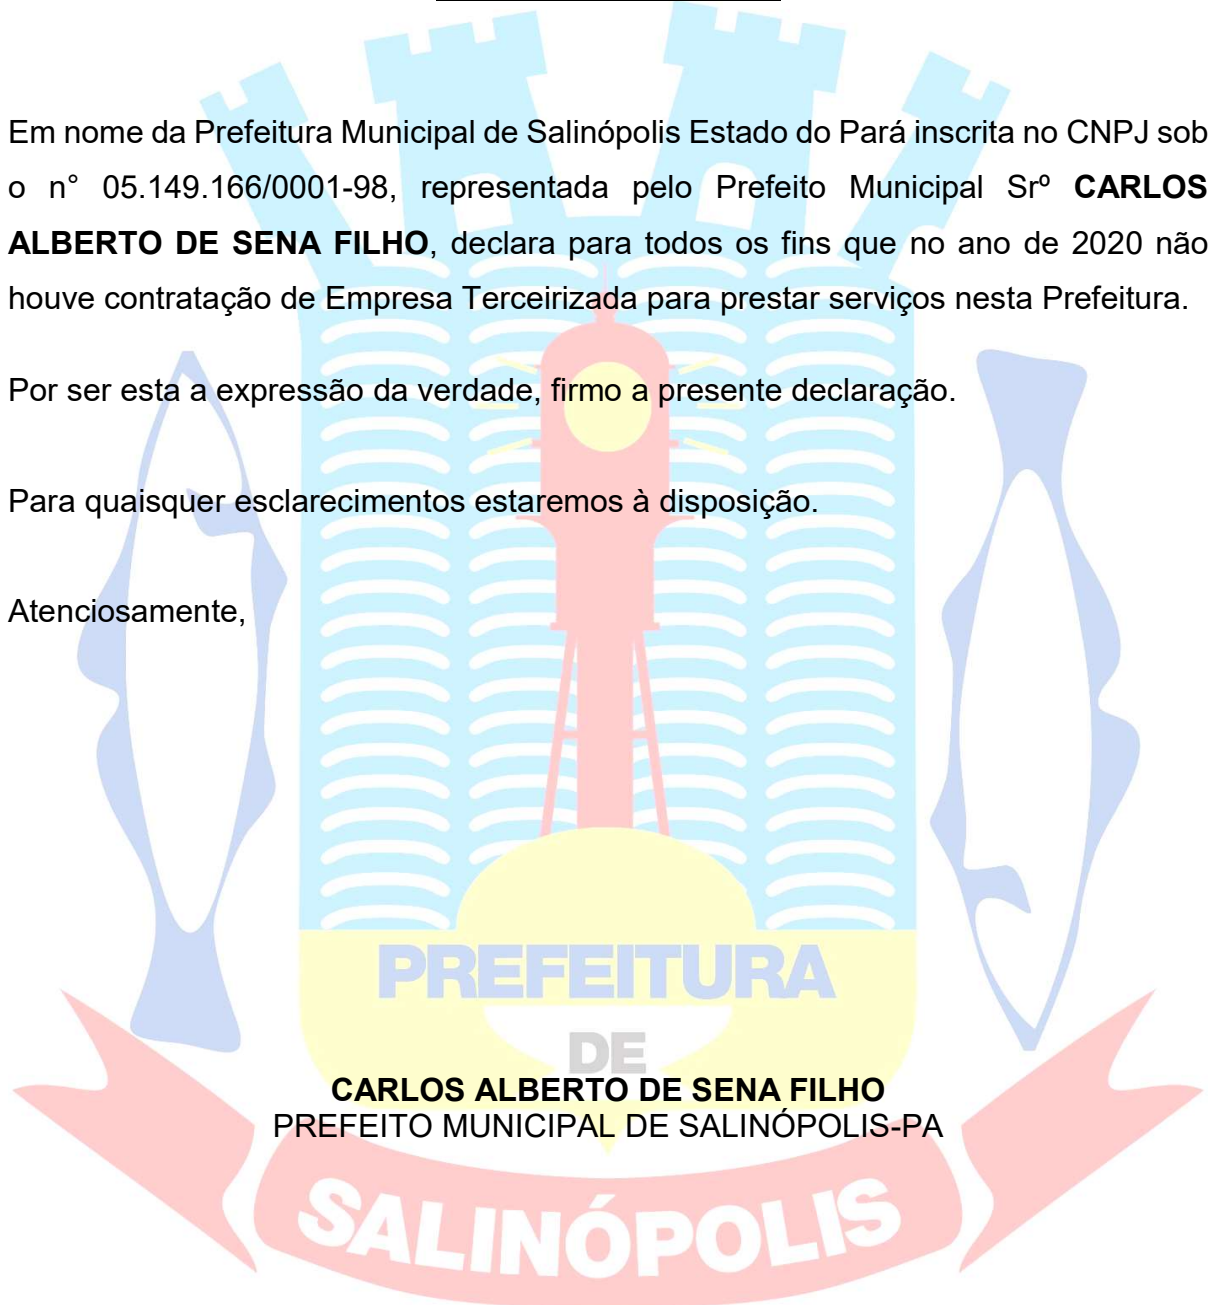 Em nome da Prefeitura Municipal de Salinópolis Estado do Pará inscrita no CNPJ sob
o n° 05.149.166/0001-98, representada pelo Prefeito Municipal Srº CARLOS
ALBERTO DE SENA FILHO, declara para todos os fins que no ano de 2020 não
houve contratação de Empresa Terceirizada para prestar serviços nesta Prefeitura.
Por ser esta a expressão da verdade, firmo a presente declaração.
Para quaisquer esclarecimentos estaremos à disposição.
Atenciosamente,
PREFEITURA
DE
CARLOS ALBERTO DE SENA FILHO
PREFEITO MUNICIPAL DE SALINÓPOLIS-PA
SALINÓPOLIS